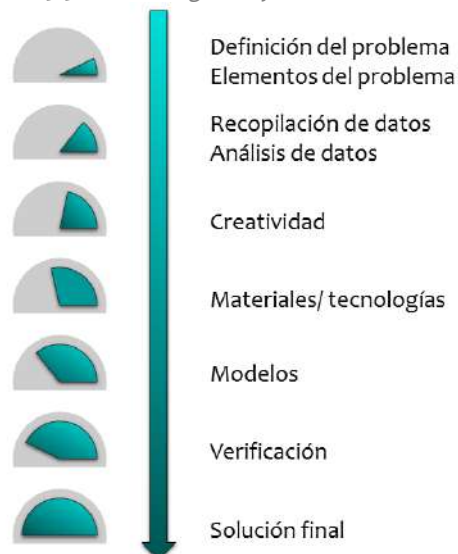 Definición del problema
Elementos del problema
Recopilación de datos
Análisis de datos
Creatividad
Materiales/ tecnologías
Modelos
Verificación
Solución final